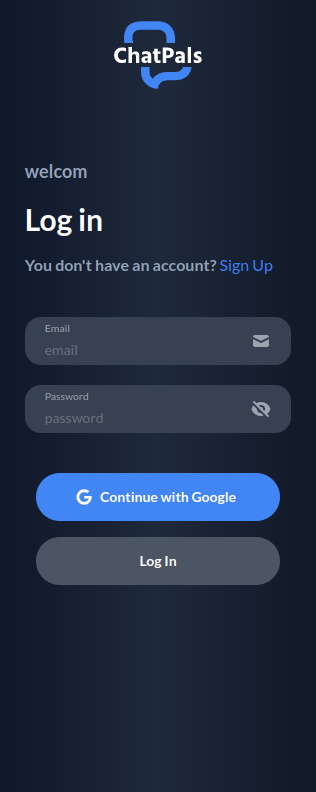 ChatPals
welcom
Log in
You don't have an account? Sign Up
Email
email
Password
password
Continue with Google
Log In